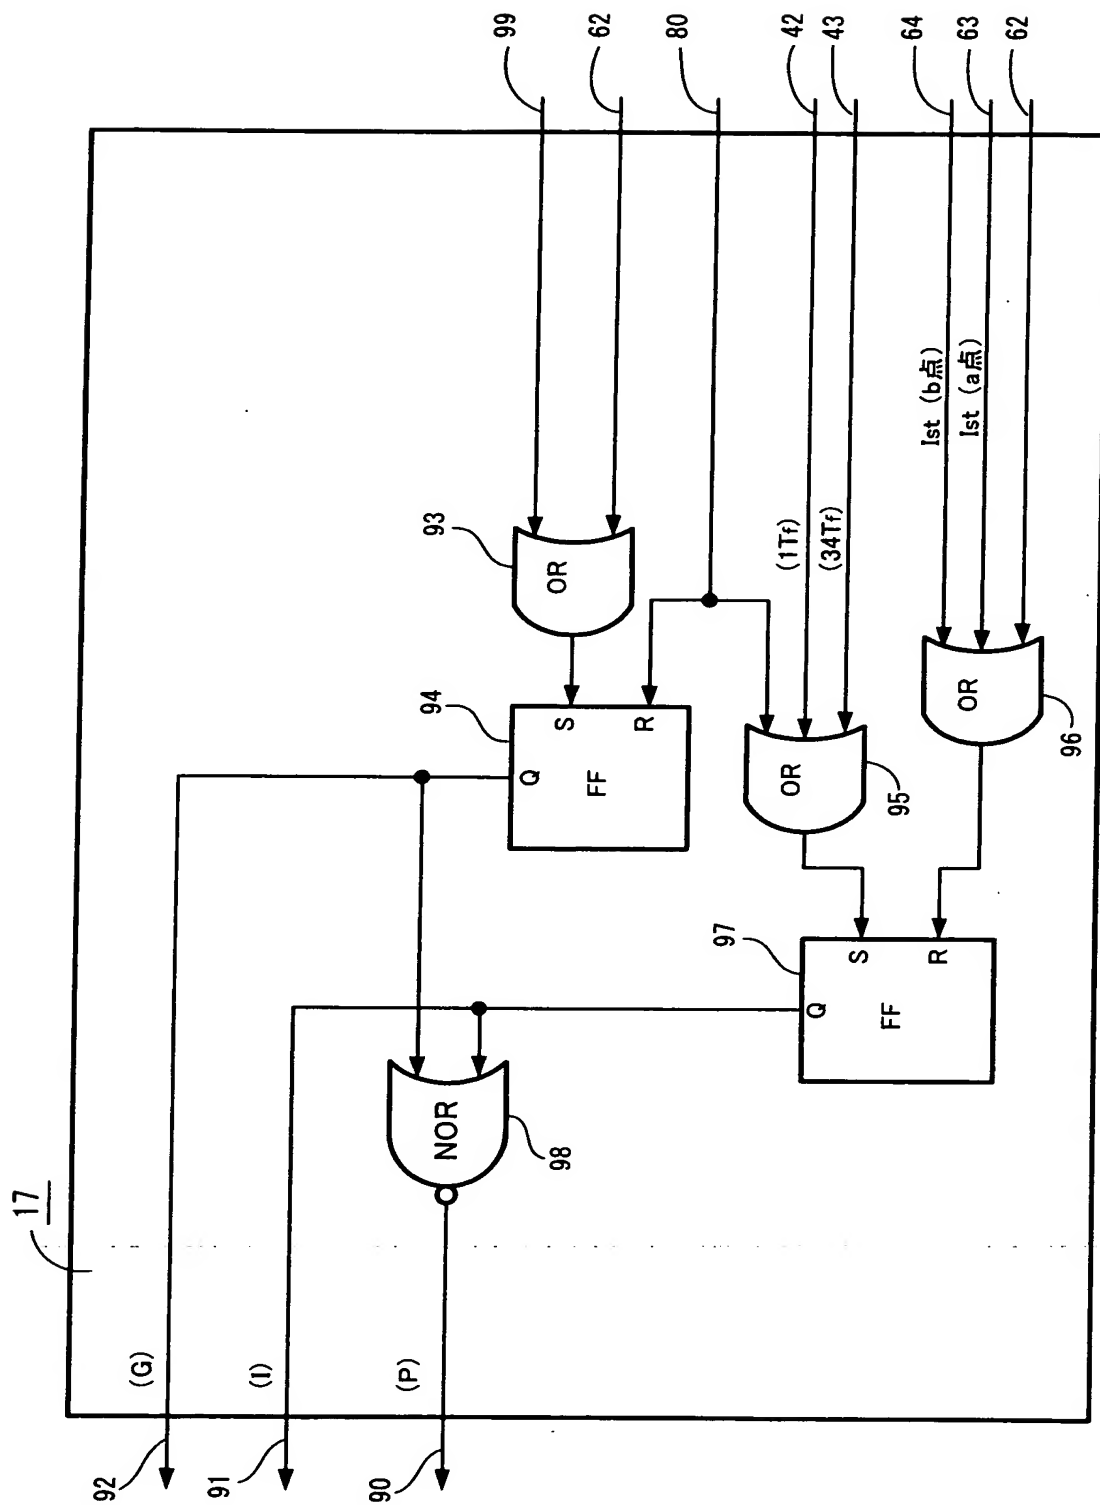 17
99
62
80
42
43
64
63
62
Ist (b点)
Ist (a点)
(1Tf)
(34Tf)
93
OR
94
S
R
Q
FF
OR
95
OR
96
97
S
R
Q
FF
NOR
98
(G)
(I)
(P)
92
91
90